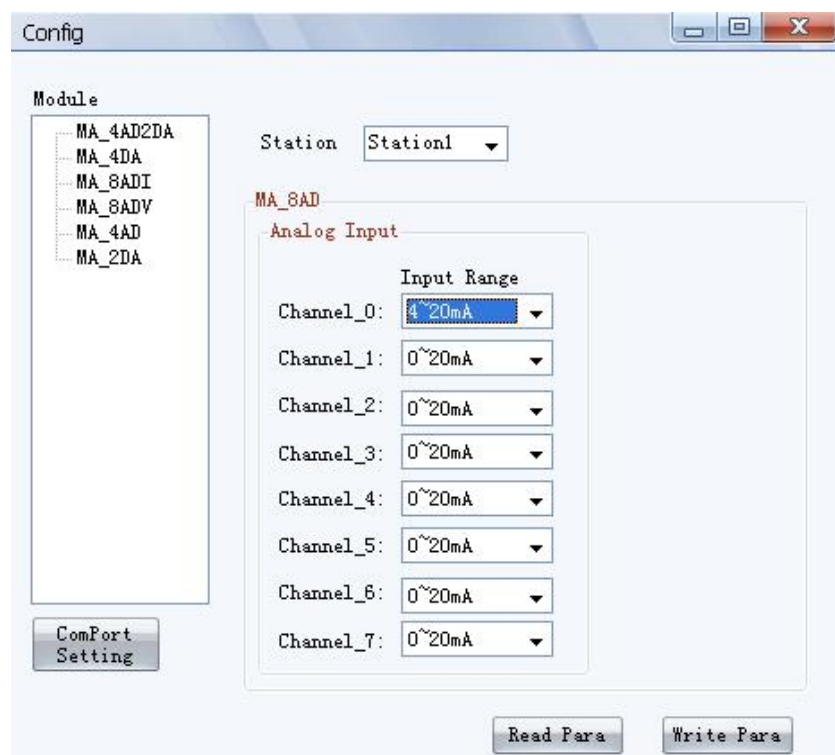 Config
Module
MA_4AD2DA
MA_4DA
MA_8ADI
MA_8ADV
MA_4AD
MA_2DA
ComPort
Setting
Station Station1
MA_8AD
Analog Input
Input Range
Channel_0: 4~20mA
Channel_1: 0~20mA
Channel_2: 0~20mA
Channel_3: 0~20mA
Channel_4: 0~20mA
Channel_5: 0~20mA
Channel_6: 0~20mA
Channel_7: 0~20mA
Read Para Write Para